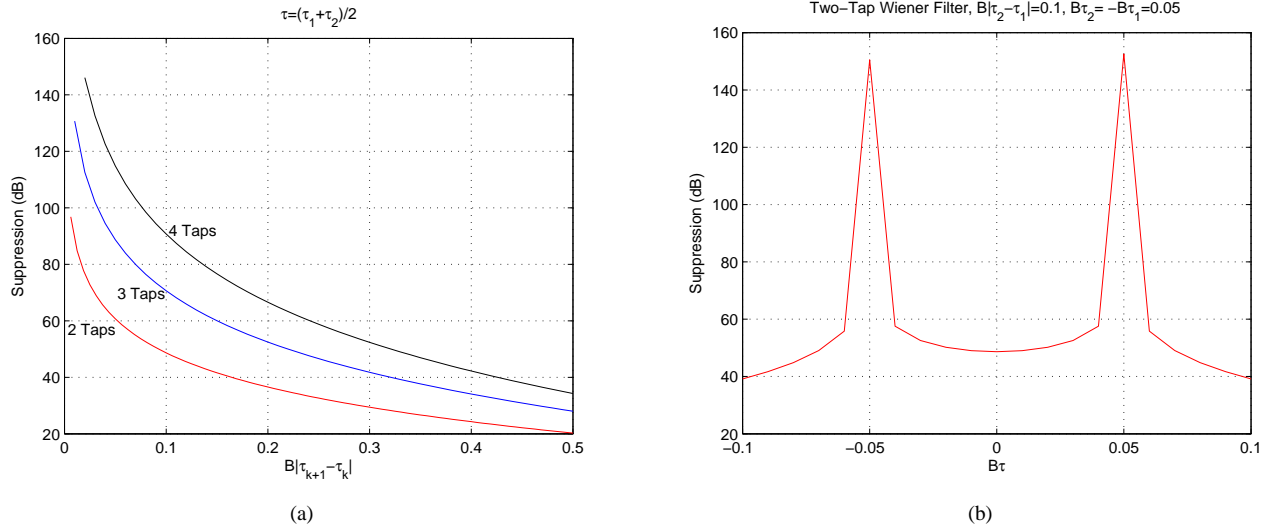 τ=(τ₁+τ₂)/2
160
140
120
100
80
60
40
20
Suppression (dB)
4 Taps
3 Taps
2 Taps
0
0.1
0.2
0.3
0.4
0.5
B|τₖ₊₁−τₖ|
(a)
Two−Tap Wiener Filter, B|τ₂−τ₁|=0.1, Bτ₂= −Bτ₁=0.05
160
140
120
100
80
60
40
20
Suppression (dB)
−0.1
−0.05
0
0.05
0.1
Bτ
(b)